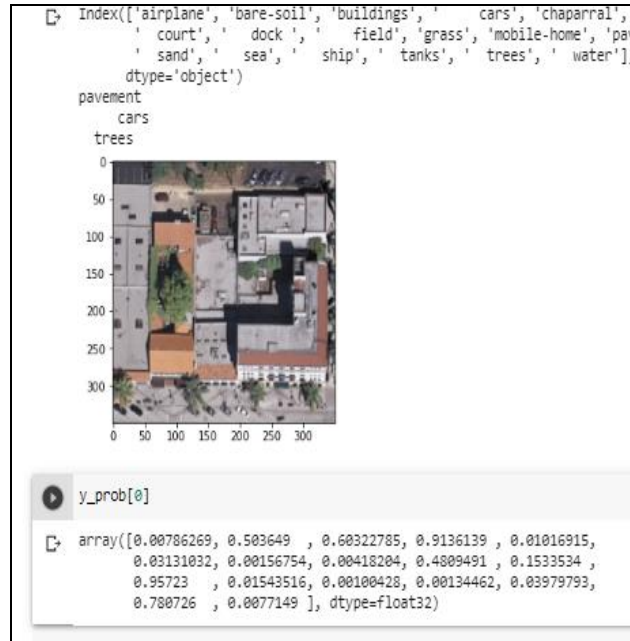 Index(['airplane', 'bare-soil', 'buildings', '     cars', 'chaparral',
'  court', '   dock ', '    field', 'grass', 'mobile-home', 'pav
'  sand', '   sea', '   ship', '  tanks', '  trees', '  water']
dtype='object')
pavement
cars
trees
0
50
100
150
200
250
300
0 50 100 150 200 250 300
y_prob[0]
array([0.00786269, 0.503649  , 0.60322785, 0.9136139 , 0.01016915,
0.03131032, 0.00156754, 0.00418204, 0.4809491 , 0.1533534 ,
0.95723   , 0.01543516, 0.00100428, 0.00134462, 0.03979793,
0.780726  , 0.0077149 ], dtype=float32)